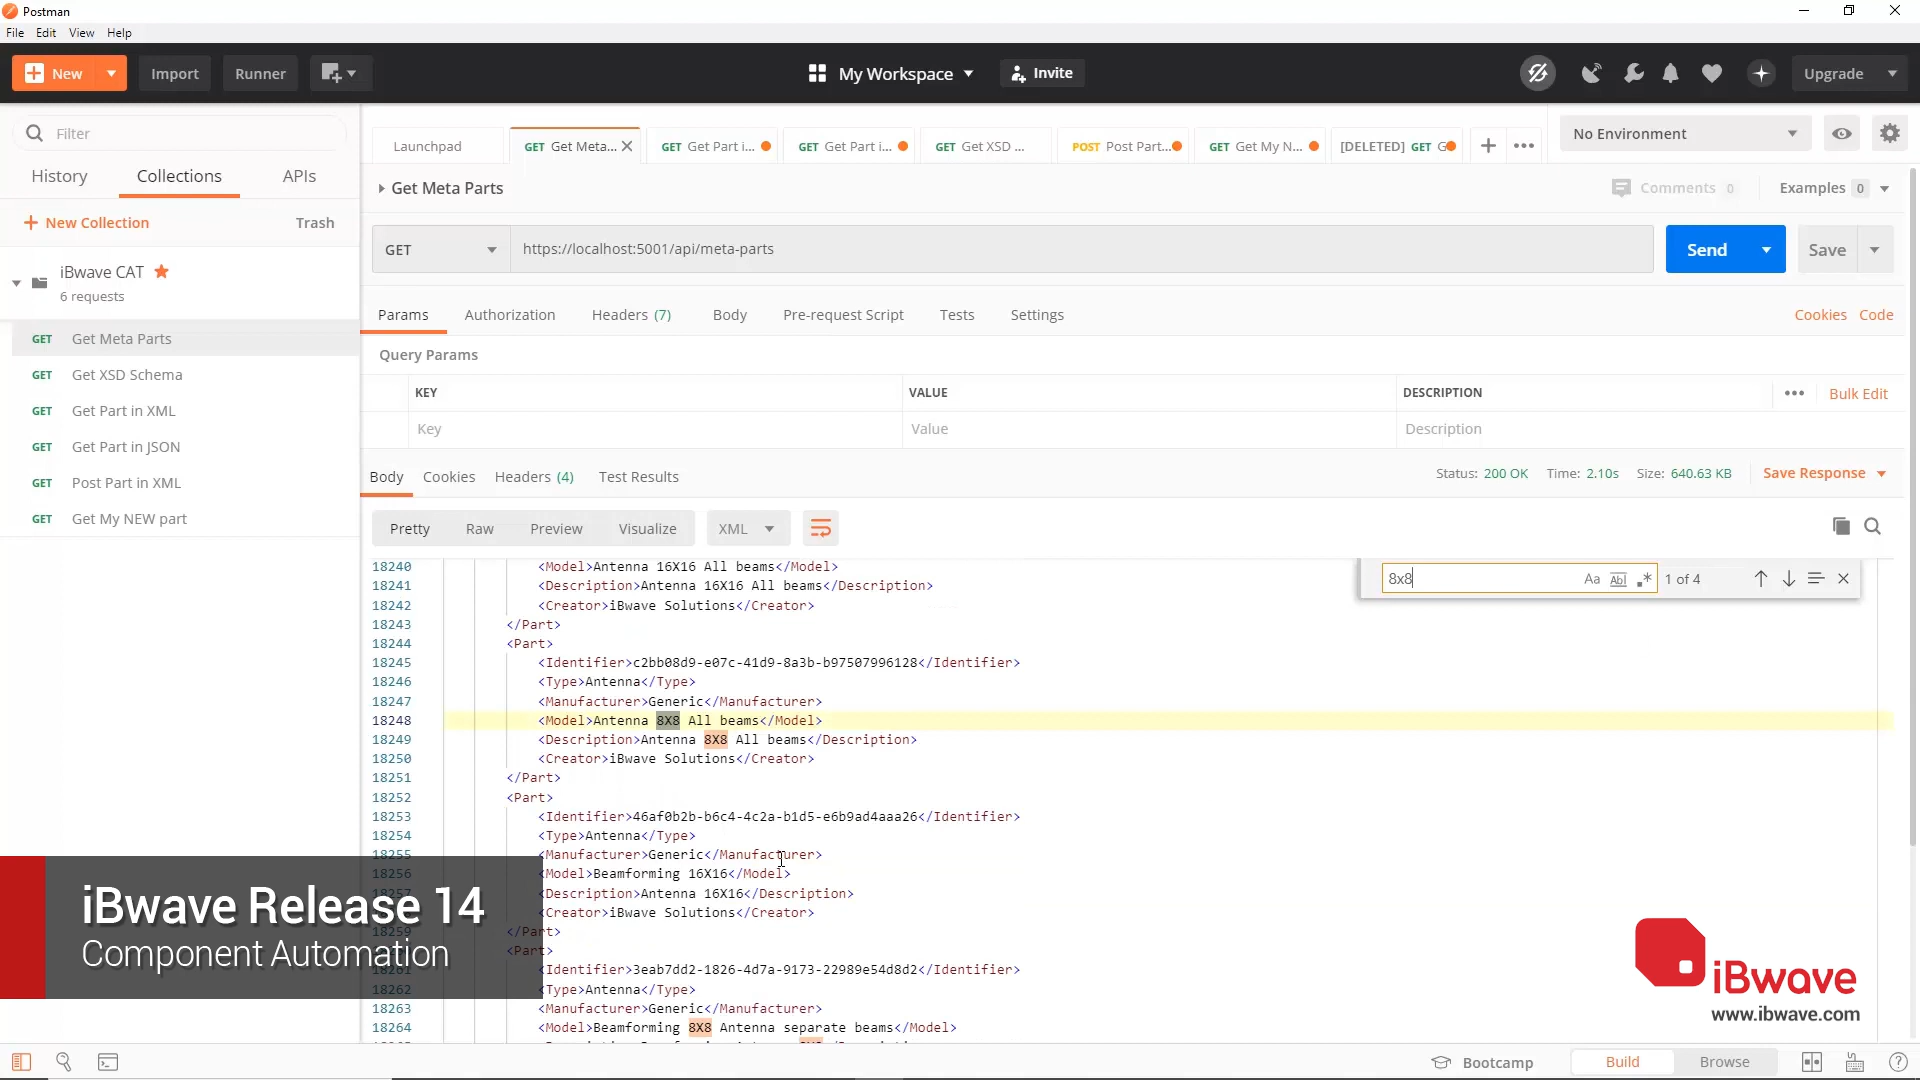 Postman
File Edit View Help
New Import Runner My Workspace Invite Upgrade
Filter
History Collections APIs
New Collection Trash
iBwave CAT
6 requests
GET Get Meta Parts
GET Get XSD Schema
GET Get Part in XML
GET Get Part in JSON
GET Post Part in XML
GET Get My NEW part
Launchpad GET Get Meta... GET Get Part i... GET Get Part i... GET Get XSD ... POST Post Part... GET Get My N... [DELETED] GET G
No Environment
Get Meta Parts Comments 0 Examples 0
GET https://localhost:5001/api/meta-parts Send Save
Params Authorization Headers (7) Body Pre-request Script Tests Settings Cookies Code
Query Params
KEY VALUE DESCRIPTION Bulk Edit
Key Value Description
Body Cookies Headers (4) Test Results Status: 200 OK Time: 2.10s Size: 640.63 KB Save Response
Pretty Raw Preview Visualize XML
8x8 Aa Abl .* 1 of 4
18240 <Model>Antenna 16X16 All beams</Model>
18241 <Description>Antenna 16X16 All beams</Description>
18242 <Creator>iBwave Solutions</Creator>
18243 </Part>
18244 <Part>
18245 <Identifier>c2bb08d9-e07c-41d9-8a3b-b97507996128</Identifier>
18246 <Type>Antenna</Type>
18247 <Manufacturer>Generic</Manufacturer>
18248 <Model>Antenna 8X8 All beams</Model>
18249 <Description>Antenna 8X8 All beams</Description>
18250 <Creator>iBwave Solutions</Creator>
18251 </Part>
18252 <Part>
18253 <Identifier>46af0b2b-b6c4-4c2a-b1d5-e6b9ad4aaa26</Identifier>
18254 <Type>Antenna</Type>
18255 <Manufacturer>Generic</Manufacturer>
18256 <Model>Beamforming 16X16</Model>
18257 <Description>Antenna 16X16</Description>
<Creator>iBwave Solutions</Creator>
18259 </Part>
<Part>
18261 <Identifier>3eab7dd2-1826-4d7a-9173-22989e54d8d2</Identifier>
18262 <Type>Antenna</Type>
18263 <Manufacturer>Generic</Manufacturer>
18264 <Model>Beamforming 8X8 Antenna separate beams</Model>
iBwave Release 14
Component Automation
iBwave
www.ibwave.com
Bootcamp Build Browse